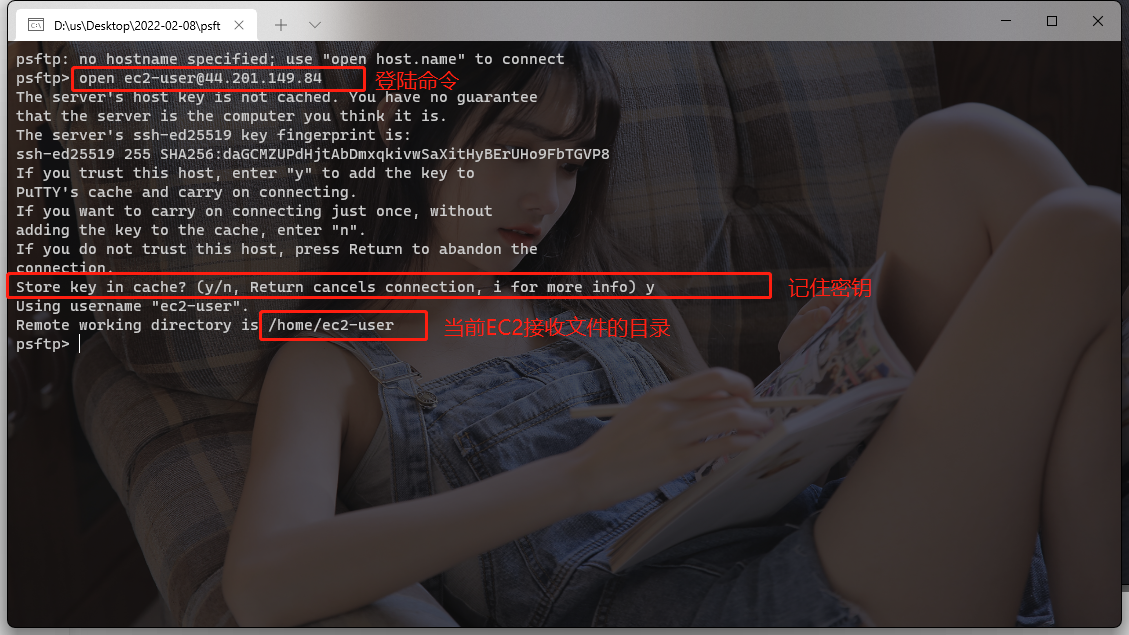 D:\us\Desktop\2022-02-08\psft
psftp: no hostname specified; use "open host.name" to connect
psftp> open ec2-user@44.201.149.84 登陆命令
The server's host key is not cached. You have no guarantee
that the server is the computer you think it is.
The server's ssh-ed25519 key fingerprint is:
ssh-ed25519 255 SHA256:daGCMZUPdHjtAbDmxqkivwSaXitHyBErUHo9FbTGVP8
If you trust this host, enter "y" to add the key to
PuTTY's cache and carry on connecting.
If you want to carry on connecting just once, without
adding the key to the cache, enter "n".
If you do not trust this host, press Return to abandon the
connection.
Store key in cache? (y/n, Return cancels connection, i for more info) y 记住密钥
Using username "ec2-user".
Remote working directory is /home/ec2-user 当前EC2接收文件的目录
psftp>